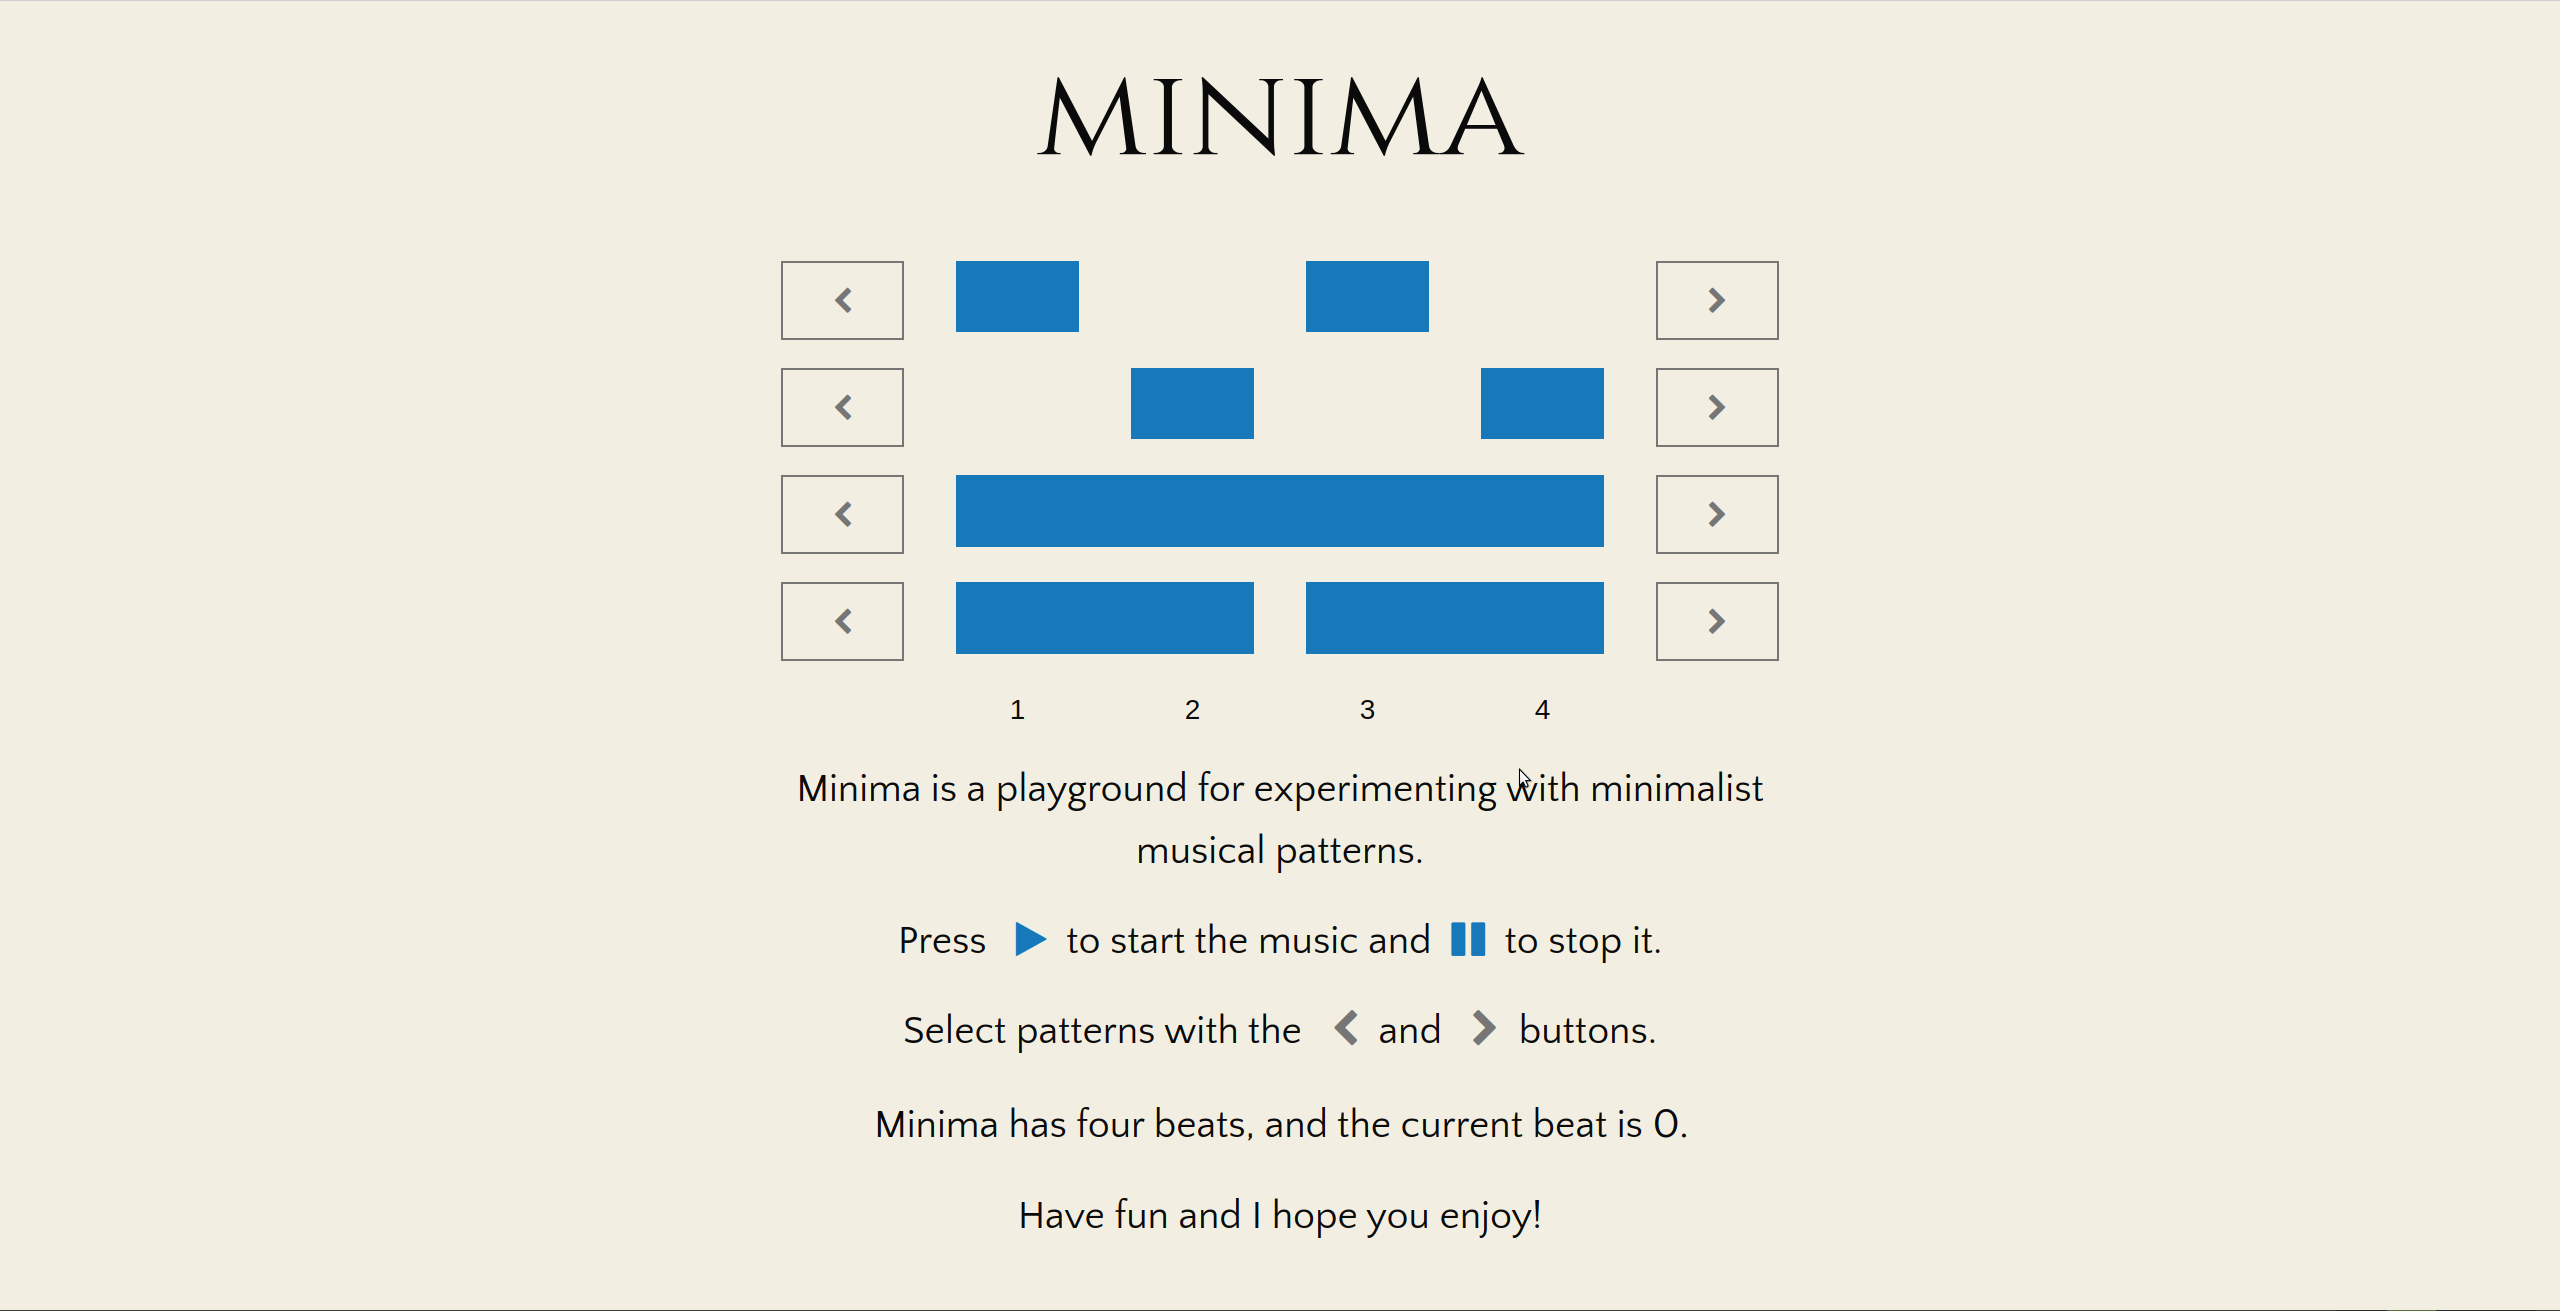 MINIMA
1 2 3 4
Minima is a playground for experimenting with minimalist
musical patterns.
Press to start the music and to stop it.
Select patterns with the and buttons.
Minima has four beats, and the current beat is 0.
Have fun and I hope you enjoy!